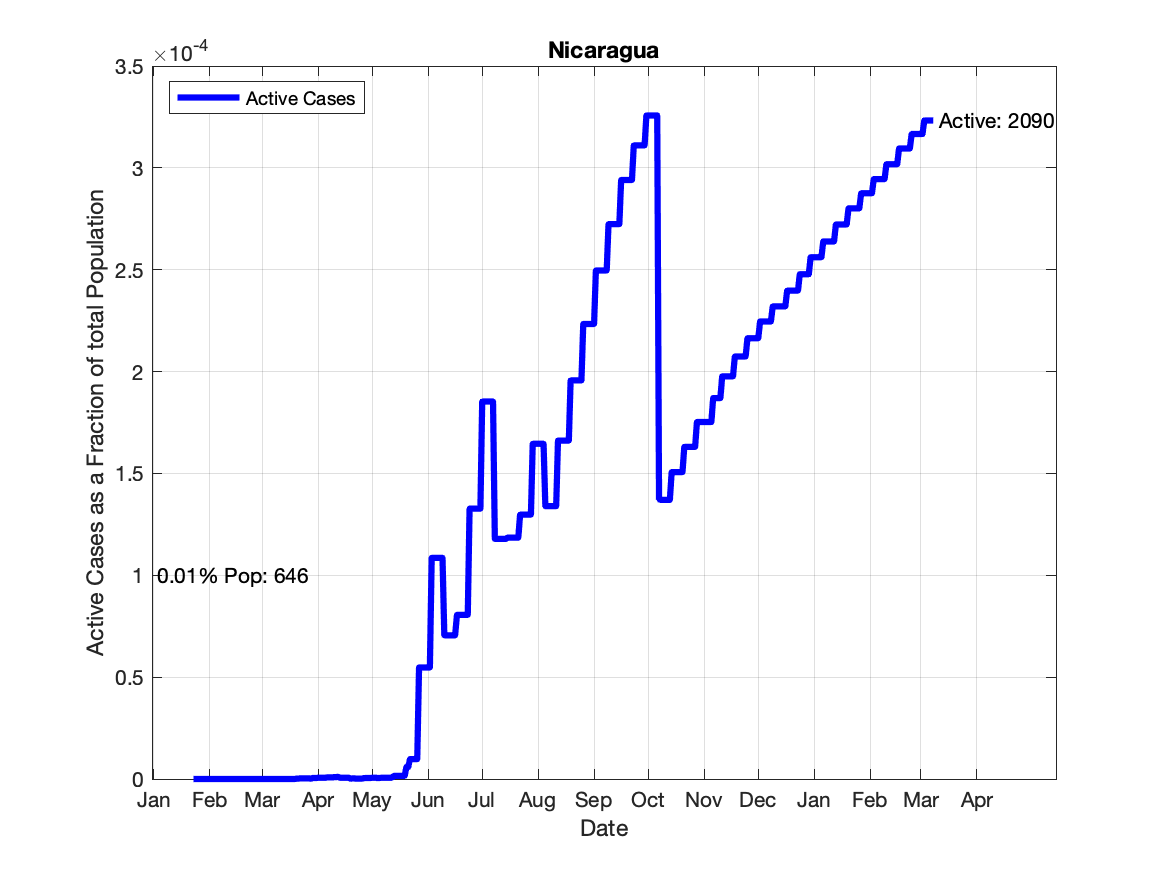 Nicaragua
×10-4
3.5
3
2.5
2
1.5
1
0.5
0
Active Cases as a Fraction of total Population
Active Cases
Active: 2090
0.01% Pop: 646
Jan Feb Mar Apr May Jun Jul Aug Sep Oct Nov Dec Jan Feb Mar Apr
Date